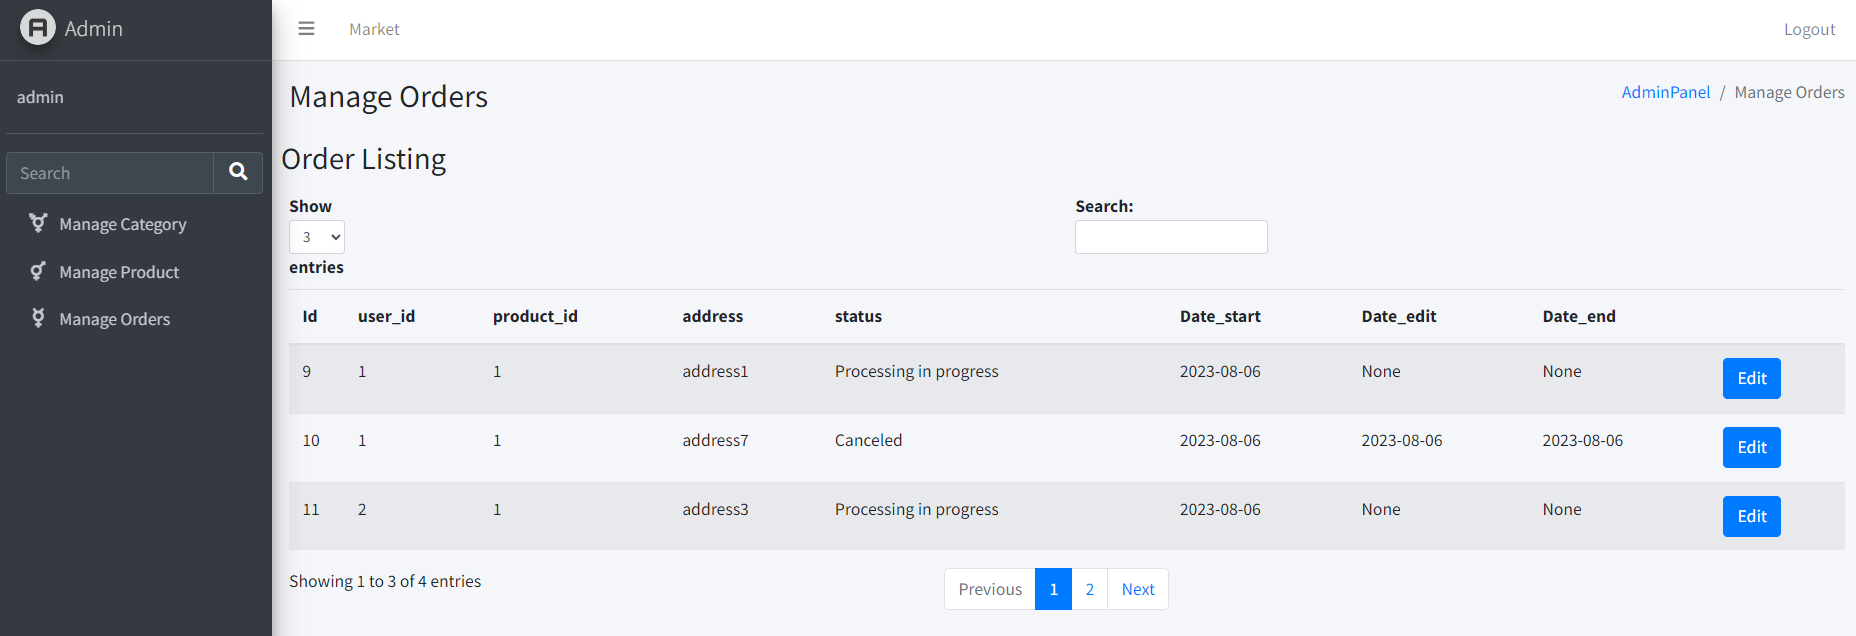 Admin
Market
Logout
admin
Manage Orders
AdminPanel / Manage Orders
Search
Manage Category
Manage Product
Manage Orders
Order Listing
Show
3
entries
Search:
Id user_id product_id address status Date_start Date_edit Date_end
9 1 1 address1 Processing in progress 2023-08-06 None None Edit
10 1 1 address7 Canceled 2023-08-06 2023-08-06 2023-08-06 Edit
11 2 1 address3 Processing in progress 2023-08-06 None None Edit
Showing 1 to 3 of 4 entries
Previous 1 2 Next